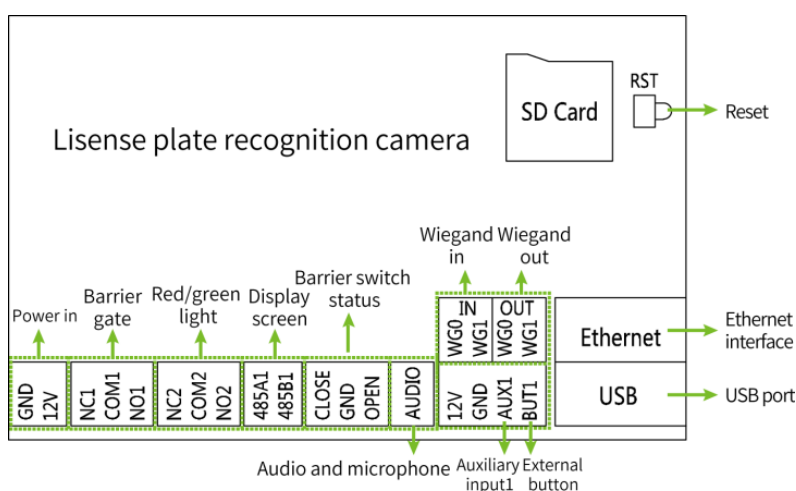 SD Card
RST
Reset
Lisense plate recognition camera
Wiegand in
Wiegand out
Power in
Barrier gate
Red/green light
Display screen
Barrier switch status
IN
OUT
WG0
WG1
WG0
WG1
Ethernet
Ethernet interface
GND
12V
NC1
COM1
NO1
NC2
COM2
NO2
485A1
485B1
CLOSE
GND
OPEN
AUDIO
12V
GND
AUX1
BUT1
USB
USB port
Audio and microphone
Auxiliary input1
External button